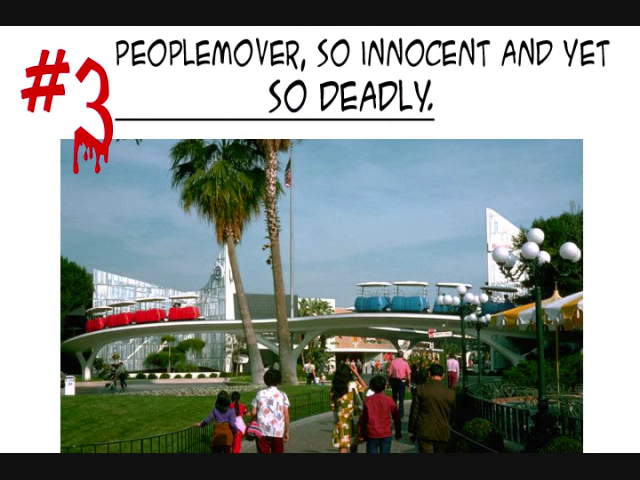 #3
PEOPLEMOVER, SO INNOCENT AND YET
SO DEADLY.